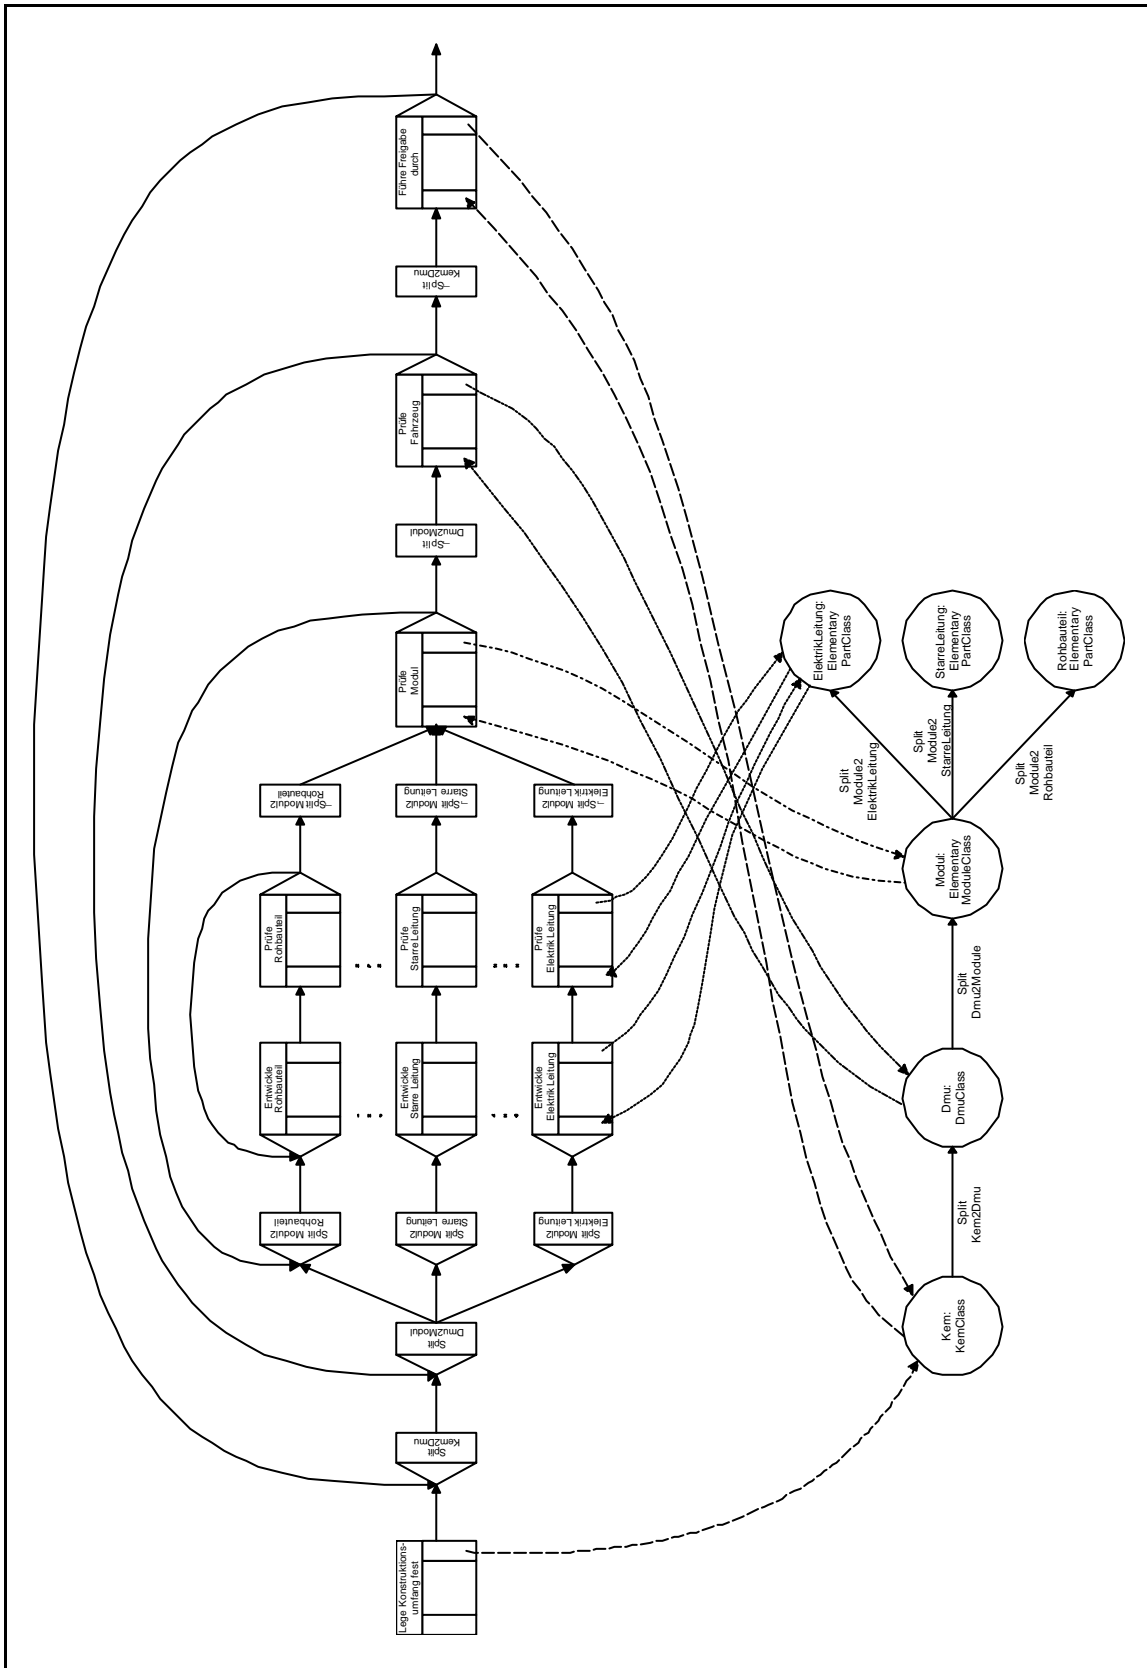 Führe Freigabe
durch
¬Split
Kem2Dmu
Prüfe
Fahrzeug
¬Split
Dmu2Modul
Prüfe
Modul
¬Split Modul2
Rohbauteil
¬Split Modul2
Starre Leitung
¬Split Modul2
Elektrik Leitung
Prüfe
Rohbauteil
Prüfe
Starre Leitung
Prüfe
Elektrik Leitung
Entwickle
Rohbauteil
Entwickle
Starre Leitung
Entwickle
Elektrik Leitung
Split Modul2
Rohbauteil
Split Modul2
Starre Leitung
Split Modul2
Elektrik Leitung
Split
Dmu2Modul
Split
Kem2Dmu
Lege Konstruktions-
umfang fest
ElektrikLeitung:
Elementary
PartClass
StarreLeitung:
Elementary
PartClass
Rohbauteil:
Elementary
PartClass
Split
Module2
ElektrikLeitung
Split
Module2
StarreLeitung
Split
Module2
Rohbauteil
Modul:
Elementary
ModuleClass
Split
Dmu2Module
Dmu:
DmuClass
Split
Kem2Dmu
Kem:
KemClass